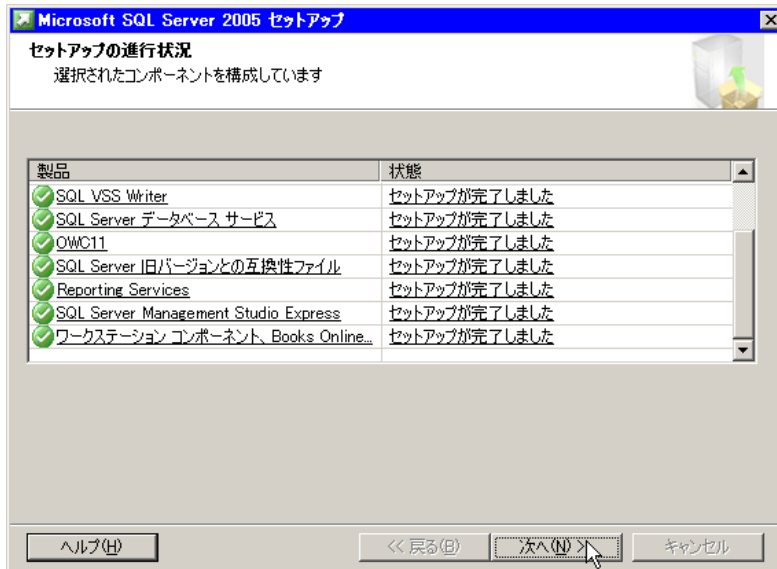 Microsoft SQL Server 2005 セットアップ
セットアップの進行状況
選択されたコンポーネントを構成しています
製品 状態
SQL VSS Writer セットアップが完了しました
SQL Server データベース サービス セットアップが完了しました
OWC11 セットアップが完了しました
SQL Server 旧バージョンとの互換性ファイル セットアップが完了しました
Reporting Services セットアップが完了しました
SQL Server Management Studio Express セットアップが完了しました
ワークステーション コンポーネント、Books Online... セットアップが完了しました
ヘルプ(H) << 戻る(B) 次へ(N) > キャンセル